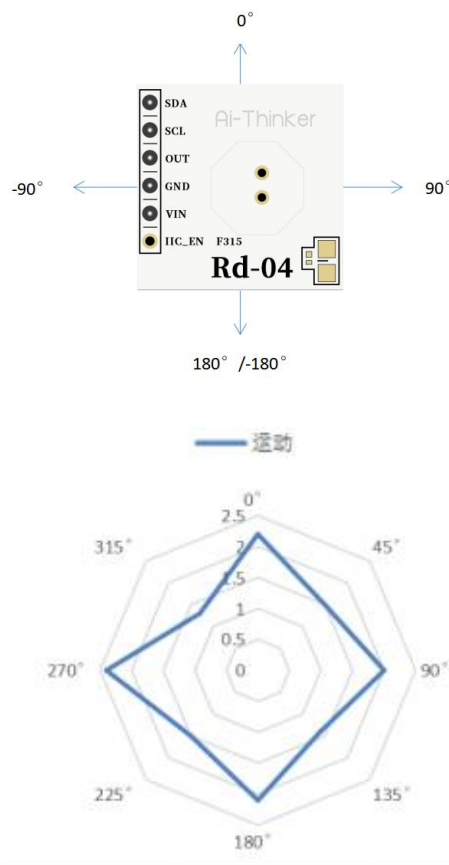 0°
SDA
Ai-Thinker
SCL
OUT
-90°
GND
90°
VIN
IIC_EN F315
Rd-04
180° /-180°
运动
0°
2.5
315°
45°
2
1.5
1
0.5
270°
0
90°
225°
135°
180°